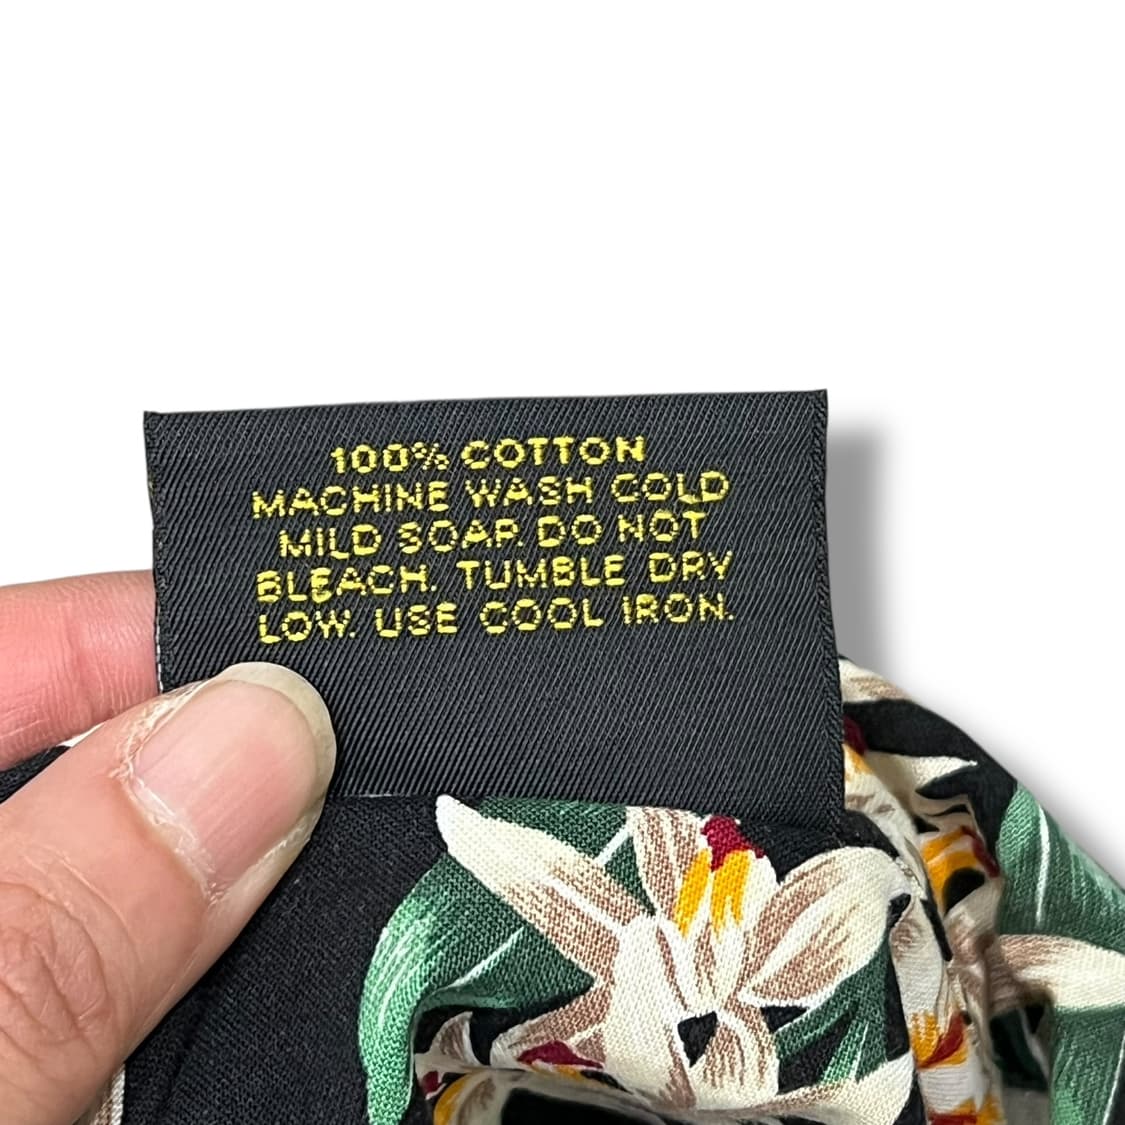 100% COTTON
MACHINE WASH COLD
MILD SOAP. DO NOT
BLEACH. TUMBLE DRY
LOW. USE COOL IRON.